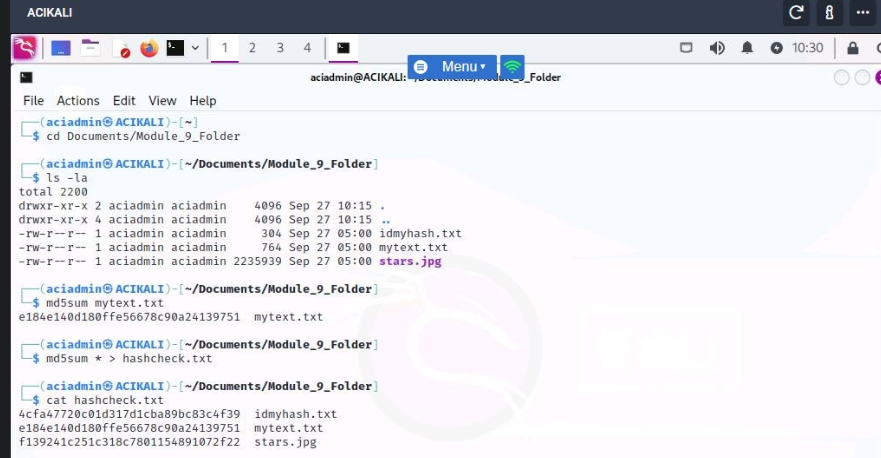 ACIKALI
1 2 3 4 10:30
Menu
aciadmin@ACIKALI: ~/Documents/Module_9_Folder
File Actions Edit View Help
(aciadmin㉿ACIKALI)-[~]
$ cd Documents/Module_9_Folder
(aciadmin㉿ACIKALI)-[~/Documents/Module_9_Folder]
$ ls -la
total 2200
drwxr-xr-x 2 aciadmin aciadmin 4096 Sep 27 10:15 .
drwxr-xr-x 4 aciadmin aciadmin 4096 Sep 27 10:15 ..
-rw-r--r-- 1 aciadmin aciadmin 304 Sep 27 05:00 idmyhash.txt
-rw-r--r-- 1 aciadmin aciadmin 764 Sep 27 05:00 mytext.txt
-rw-r--r-- 1 aciadmin aciadmin 2235939 Sep 27 05:00 stars.jpg
(aciadmin㉿ACIKALI)-[~/Documents/Module_9_Folder]
$ md5sum mytext.txt
e184e140d180ffe56678c90a24139751 mytext.txt
(aciadmin㉿ACIKALI)-[~/Documents/Module_9_Folder]
$ md5sum * > hashcheck.txt
(aciadmin㉿ACIKALI)-[~/Documents/Module_9_Folder]
$ cat hashcheck.txt
4cfa47720c01d317d1cba89bc83c4f39 idmyhash.txt
e184e140d180ffe56678c90a24139751 mytext.txt
f139241c251c318c7801154891072f22 stars.jpg